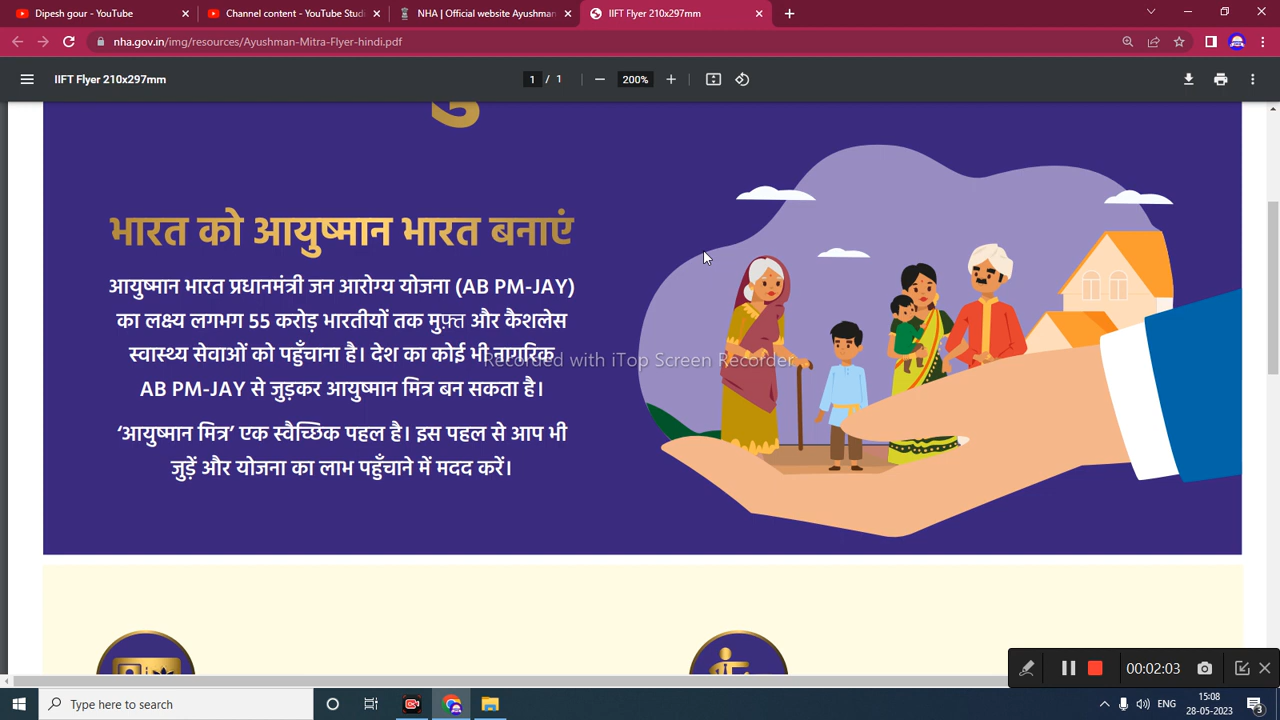 Dipesh gour - YouTube
Channel content - YouTube Studi
NHA | Official website Ayushman
IIFT Flyer 210x297mm
nha.gov.in/img/resources/Ayushman-Mitra-Flyer-hindi.pdf
IIFT Flyer 210x297mm
1 / 1
200%
भारत को आयुष्मान भारत बनाएं
आयुष्मान भारत प्रधानमंत्री जन आरोग्य योजना (AB PM-JAY)
का लक्ष्य लगभग 55 करोड़ भारतीयों तक मुफ़्त और कैशलेस
स्वास्थ्य सेवाओं को पहुँचाना है। देश का कोई भी नागरिक
Recorded with iTop Screen Recorder
AB PM-JAY से जुड़कर आयुष्मान मित्र बन सकता है।
‘आयुष्मान मित्र’ एक स्वैच्छिक पहल है। इस पहल से आप भी
जुड़ें और योजना का लाभ पहुँचाने में मदद करें।
00:02:03
Type here to search
15:08
28-05-2023
3